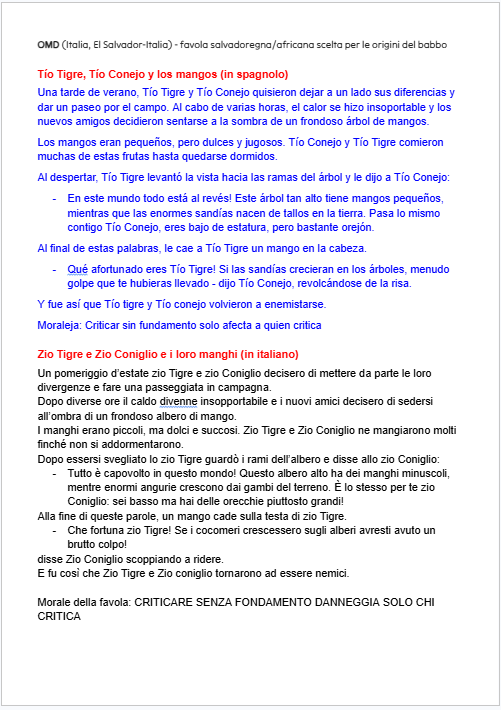 OMD (Italia, El Salvador-Italia) - favola salvadoregna/africana scelta per le origini del babbo
Tío Tigre, Tío Conejo y los mangos (in spagnolo)
Una tarde de verano, Tío Tigre y Tío Conejo quisieron dejar a un lado sus diferencias y
dar un paseo por el campo. Al cabo de varias horas, el calor se hizo insoportable y los
nuevos amigos decidieron sentarse a la sombra de un frondoso árbol de mangos.
Los mangos eran pequeños, pero dulces y jugosos. Tío Conejo y Tío Tigre comieron
muchas de estas frutas hasta quedarse dormidos.
Al despertar, Tío Tigre levantó la vista hacia las ramas del árbol y le dijo a Tío Conejo:
- En este mundo todo está al revés! Este árbol tan alto tiene mangos pequeños,
mientras que las enormes sandías nacen de tallos en la tierra. Pasa lo mismo
contigo Tío Conejo, eres bajo de estatura, pero bastante orejón.
Al final de estas palabras, le cae a Tío Tigre un mango en la cabeza.
- Qué afortunado eres Tío Tigre! Si las sandías crecieran en los árboles, menudo
golpe que te hubieras llevado - dijo Tío Conejo, revolcándose de la risa.
Y fue así que Tío tigre y Tío conejo volvieron a enemistarse.
Moraleja: Criticar sin fundamento solo afecta a quien critica
Zio Tigre e Zio Coniglio e i loro manghi (in italiano)
Un pomeriggio d'estate zio Tigre e zio Coniglio decisero di mettere da parte le loro
divergenze e fare una passeggiata in campagna.
Dopo diverse ore il caldo divenne insopportabile e i nuovi amici decisero di sedersi
all'ombra di un frondoso albero di mango.
I manghi erano piccoli, ma dolci e succosi. Zio Tigre e Zio Coniglio ne mangiarono molti
finché non si addormentarono.
Dopo essersi svegliato lo zio Tigre guardò i rami dell'albero e disse allo zio Coniglio:
- Tutto è capovolto in questo mondo! Questo albero alto ha dei manghi minuscoli,
mentre enormi angurie crescono dai gambi del terreno. È lo stesso per te zio
Coniglio: sei basso ma hai delle orecchie piuttosto grandi!
Alla fine di queste parole, un mango cade sulla testa di zio Tigre.
- Che fortuna zio Tigre! Se i cocomeri crescessero sugli alberi avresti avuto un
brutto colpo!
disse Zio Coniglio scoppiando a ridere.
E fu così che Zio Tigre e Zio coniglio tornarono ad essere nemici.
Morale della favola: CRITICARE SENZA FONDAMENTO DANNEGGIA SOLO CHI
CRITICA